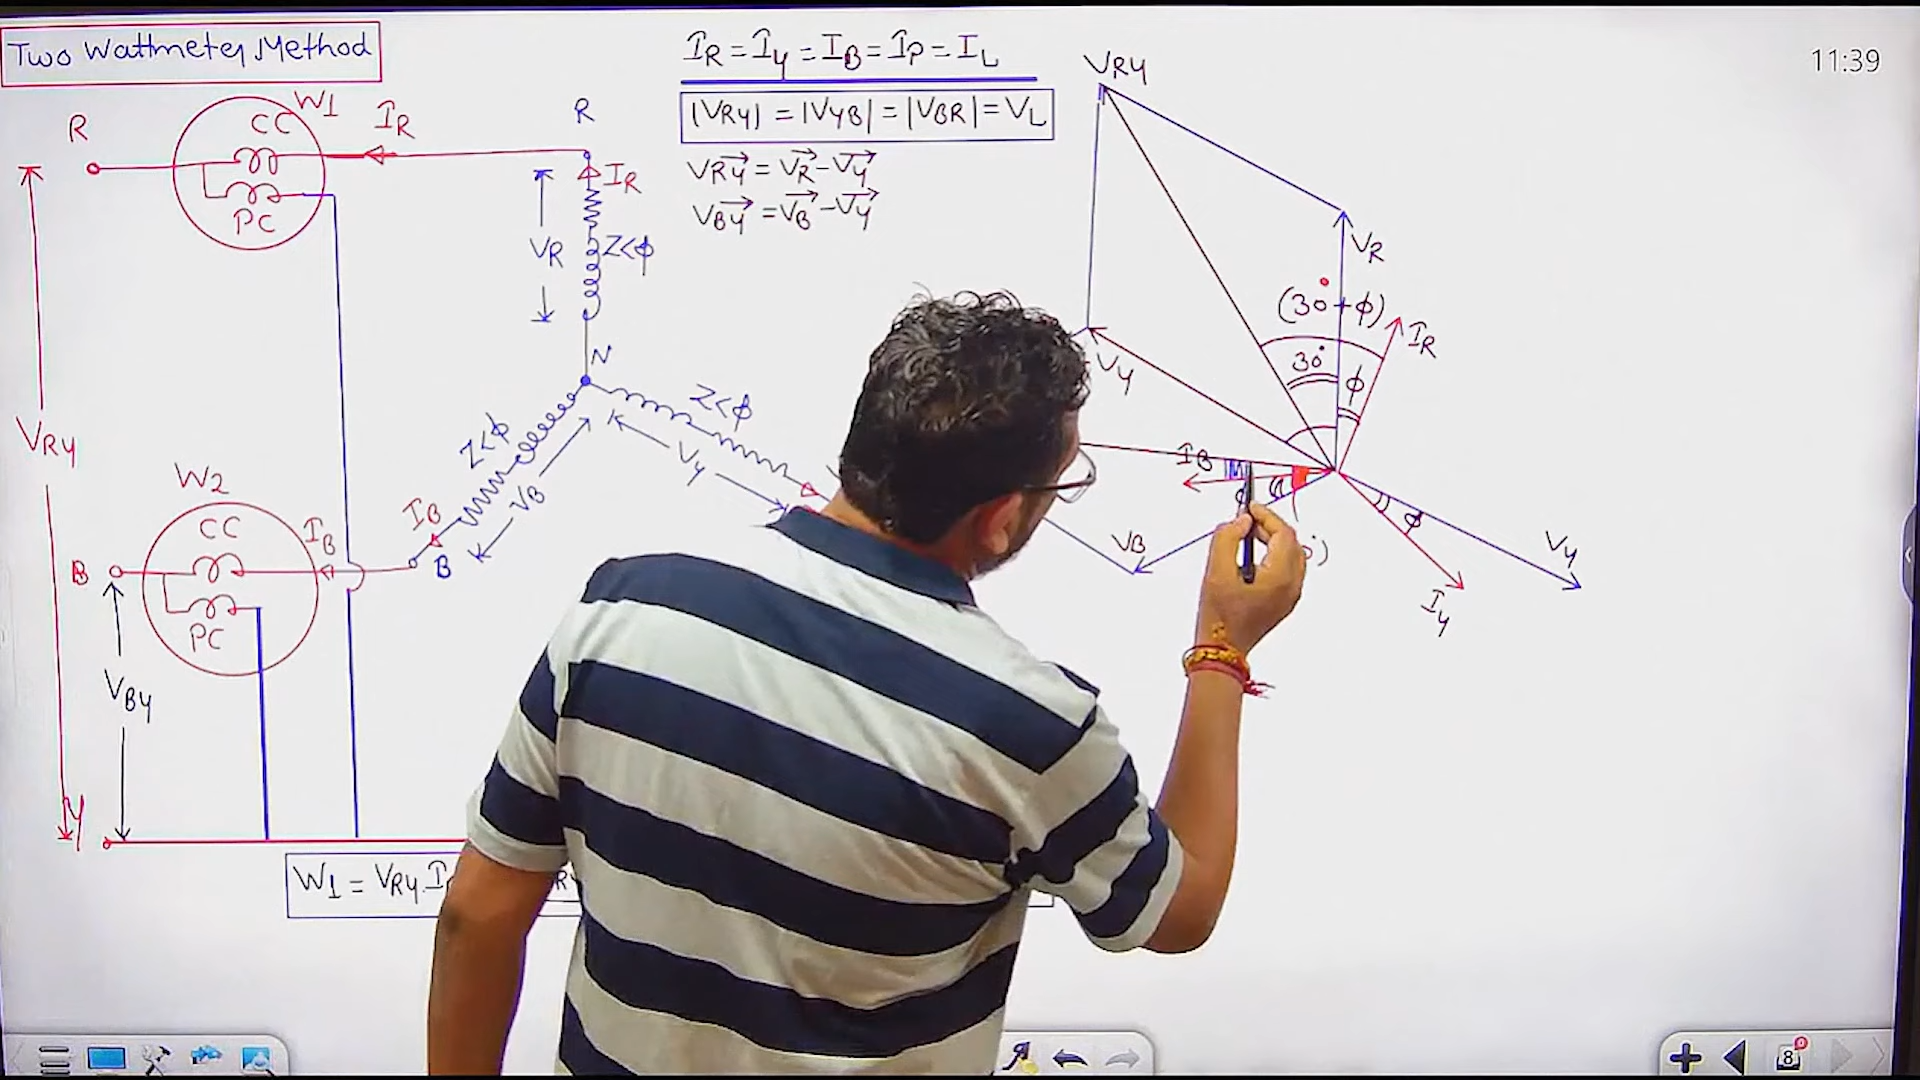 Two Wattmeter Method
IR = IY = IB = IP = IL
|VRY| = |VYB| = |VBR| = VL
VRY = VR - VY
VBY = VB - VY
11:39
R
W1
CC
PC
IR
R
IR
VR
Z<φ
N
Z<φ
VY
Z<φ
VB
IB
B
VRY
W2
CC
PC
IB
B
VBY
Y
W1 = VRY.I
VRY
VR
(30°+φ)
IR
30°
φ
VY
IB
φ
VB
φ
VY
IY
8